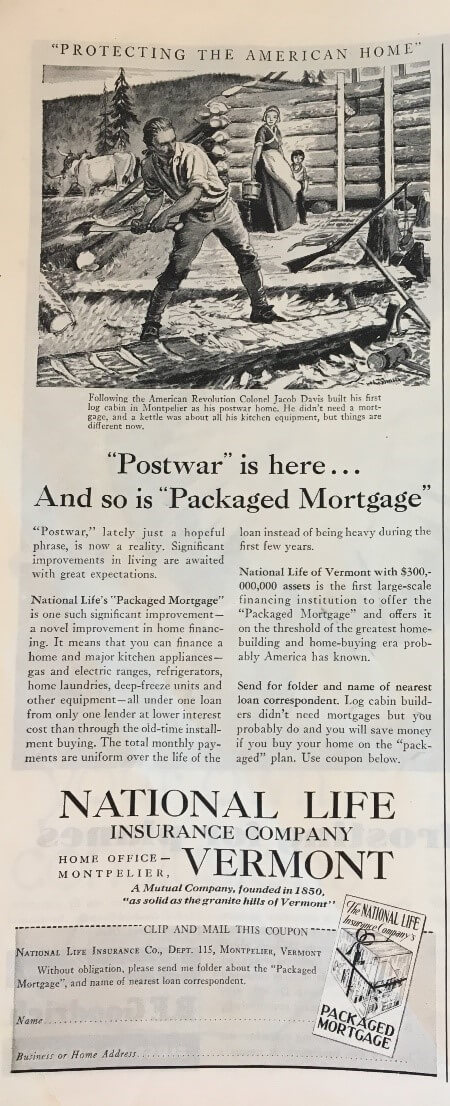 "PROTECTING THE AMERICAN HOME"
Following the American Revolution Colonel Jacob Davis built his first
log cabin in Montpelier as his postwar home. He didn't need a mort-
gage, and a kettle was about all his kitchen equipment, but things are
different now.
"Postwar" is here...
And so is "Packaged Mortgage"
"Postwar," lately just a hopeful
phrase, is now a reality. Significant
improvements in living are awaited
with great expectations.
National Life's "Packaged Mortgage"
is one such significant improvement—
a novel improvement in home financ-
ing. It means that you can finance a
home and major kitchen appliances—
gas and electric ranges, refrigerators,
home laundries, deep-freeze units and
other equipment—all under one loan
from only one lender at lower interest
cost than through the old-time install-
ment buying. The total monthly pay-
ments are uniform over the life of the
loan instead of being heavy during the
first few years.
National Life of Vermont with $300,-
000,000 assets is the first large-scale
financing institution to offer the
"Packaged Mortgage" and offers it
on the threshold of the greatest home-
building and home-buying era prob-
ably America has known.
Send for folder and name of nearest
loan correspondent. Log cabin build-
ers didn't need mortgages but you
probably do and you will save money
if you buy your home on the "pack-
aged" plan. Use coupon below.
NATIONAL LIFE
INSURANCE COMPANY
HOME OFFICE—
MONTPELIER, VERMONT
A Mutual Company, founded in 1850,
"as solid as the granite hills of Vermont"
CLIP AND MAIL THIS COUPON
NATIONAL LIFE INSURANCE CO., DEPT. 115, MONTPELIER, VERMONT
Without obligation, please send me folder about the "Packaged
Mortgage", and name of nearest loan correspondent.
Name
Business or Home Address
The NATIONAL LIFE
Insurance Company's
PACKAGED
MORTGAGE